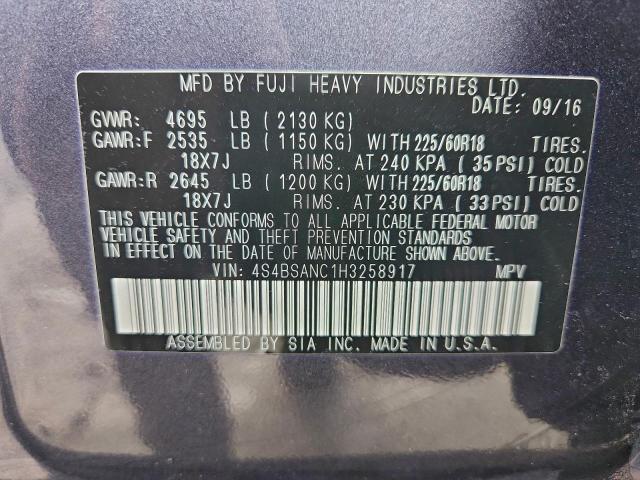 MFD BY FUJI HEAVY INDUSTRIES LTD.
DATE: 09/16
GVWR: 4695 LB (2130 KG)
GAWR:F 2535 LB (1150 KG) WITH 225/60R18 TIRES.
18X7J RIMS. AT 240 KPA (35 PSI) COLD
GAWR:R 2645 LB (1200 KG) WITH 225/60R18 TIRES.
18X7J RIMS. AT 230 KPA (33 PSI) COLD
THIS VEHICLE CONFORMS TO ALL APPLICABLE FEDERAL MOTOR
VEHICLE SAFETY AND THEFT PREVENTION STANDARDS
IN EFFECT ON THE DATE OF MANUFACTURE SHOWN ABOVE.
VIN: 4S4BSANC1H3258917 MPV
ASSEMBLED BY SIA INC. MADE IN U.S.A.